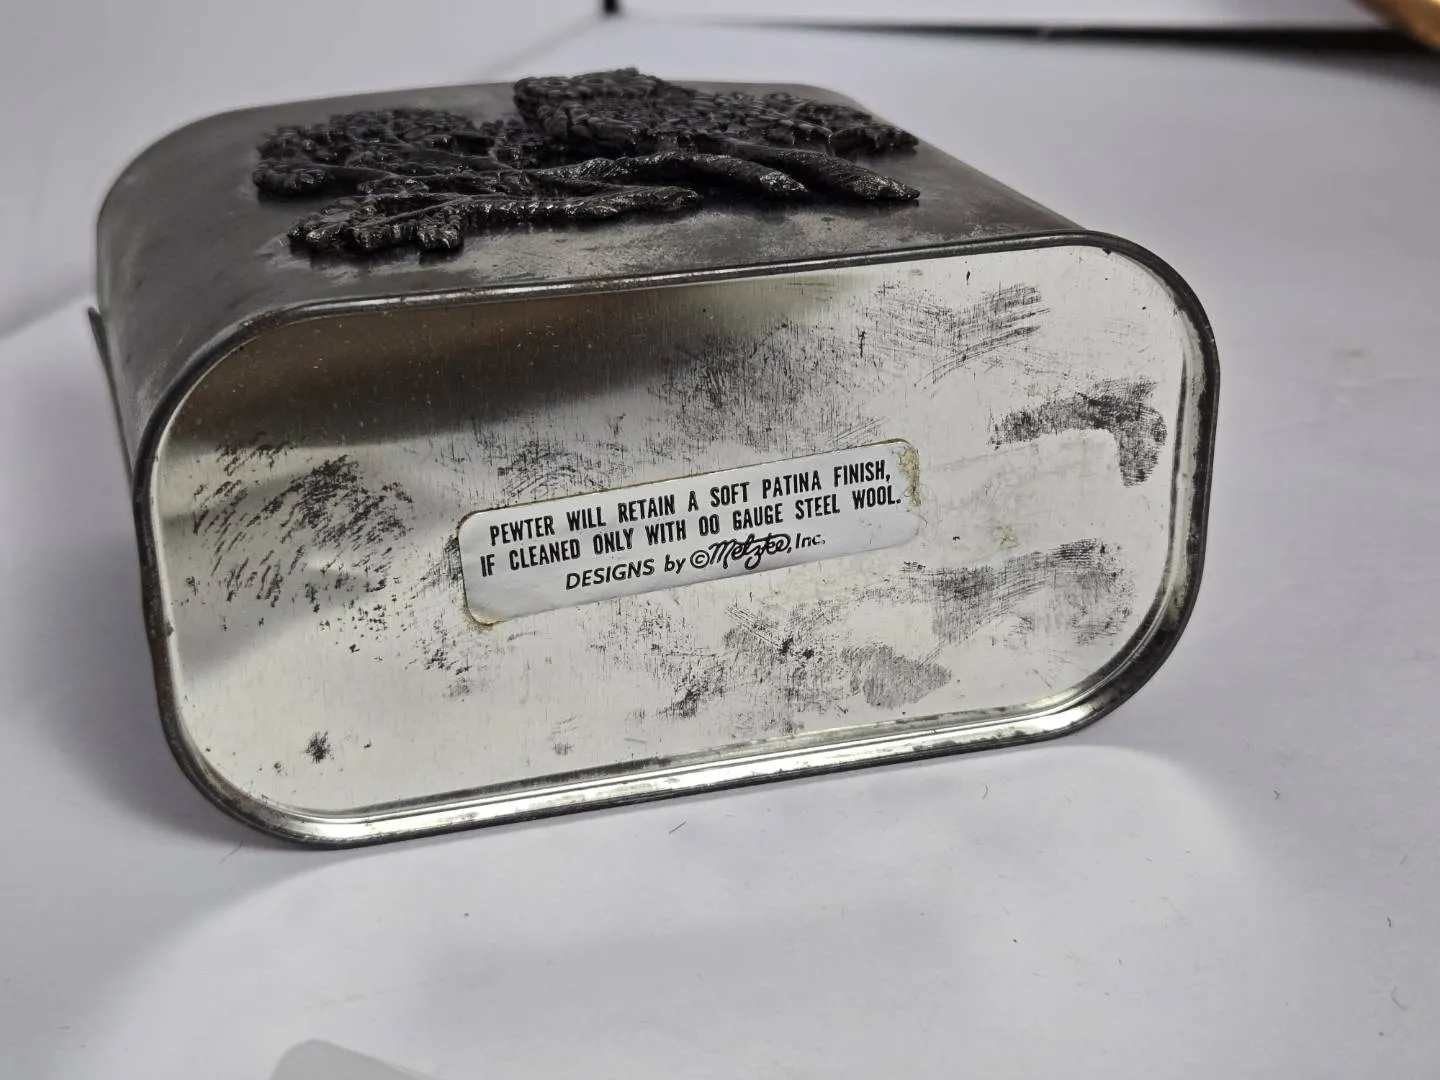 PEWTER WILL RETAIN A SOFT PATINA FINISH,
IF CLEANED ONLY WITH 00 GAUGE STEEL WOOL.
DESIGNS by ©Metzke, Inc.